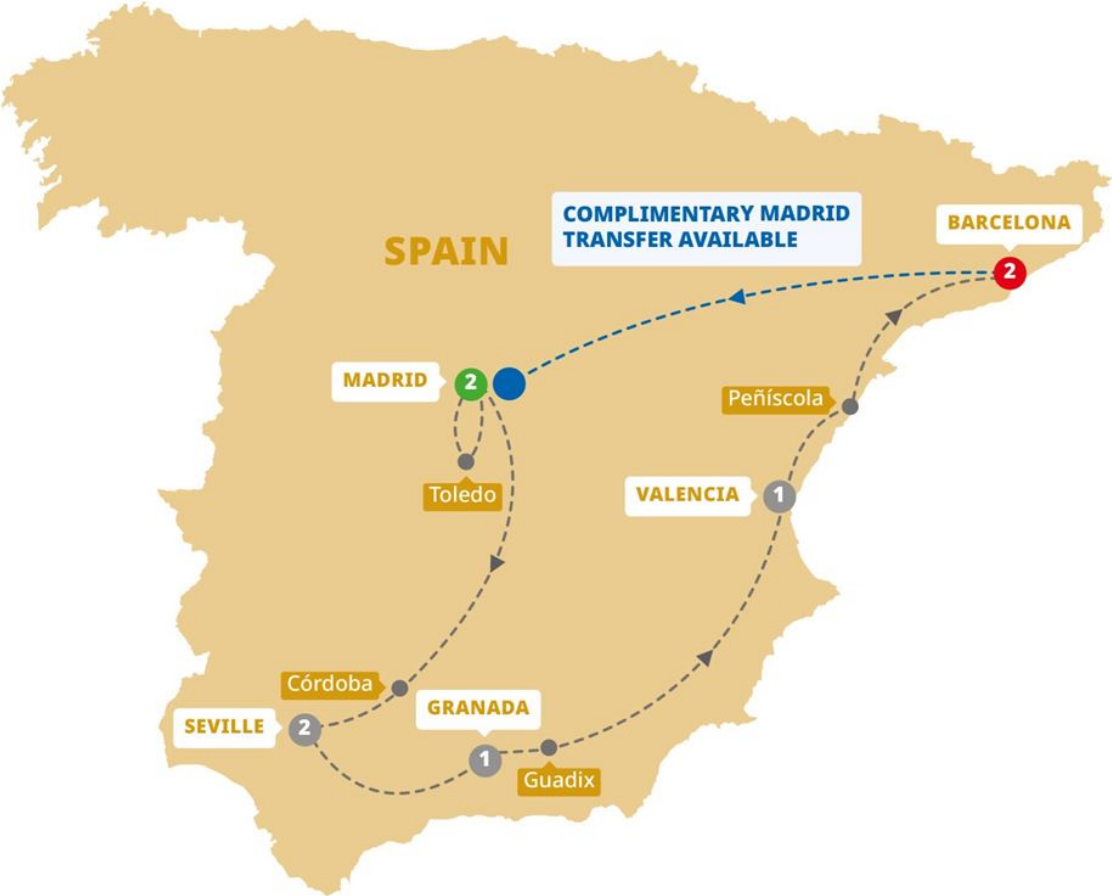 COMPLIMENTARY MADRID
TRANSFER AVAILABLE
BARCELONA
SPAIN
2
MADRID
2
Peñíscola
Toledo
VALENCIA
1
Córdoba
GRANADA
SEVILLE
2
1
Guadix